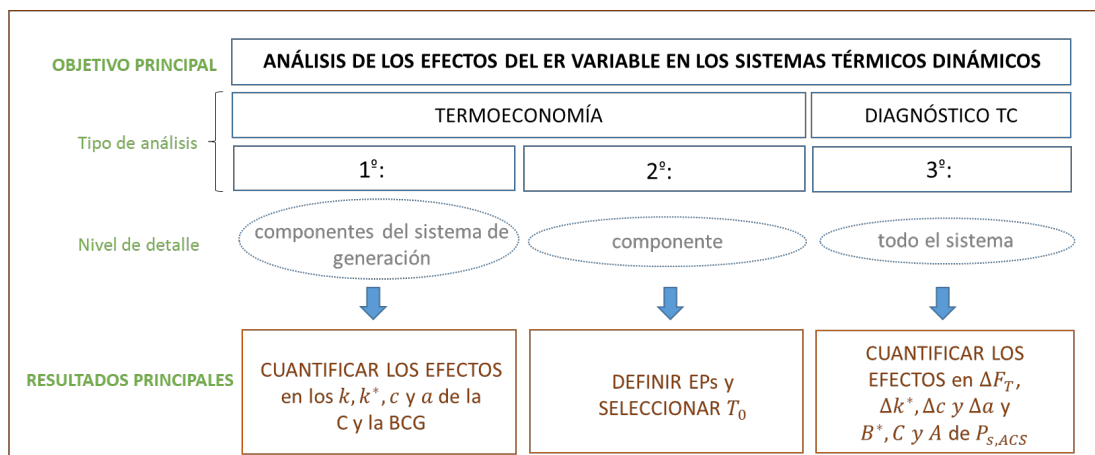 OBJETIVO PRINCIPAL
ANÁLISIS DE LOS EFECTOS DEL ER VARIABLE EN LOS SISTEMAS TÉRMICOS DINÁMICOS
Tipo de análisis
TERMOECONOMÍA
DIAGNÓSTICO TC
1º:
2º:
3º:
Nivel de detalle
componentes del sistema de
generación
componente
todo el sistema
RESULTADOS PRINCIPALES
CUANTIFICAR LOS EFECTOS
en los k, k*, c y a de la
C y la BCG
DEFINIR EPs y
SELECCIONAR T₀
CUANTIFICAR LOS
EFECTOS en ΔF_T,
Δk*, Δc y Δa y
B*, C y A de P_s,ACS